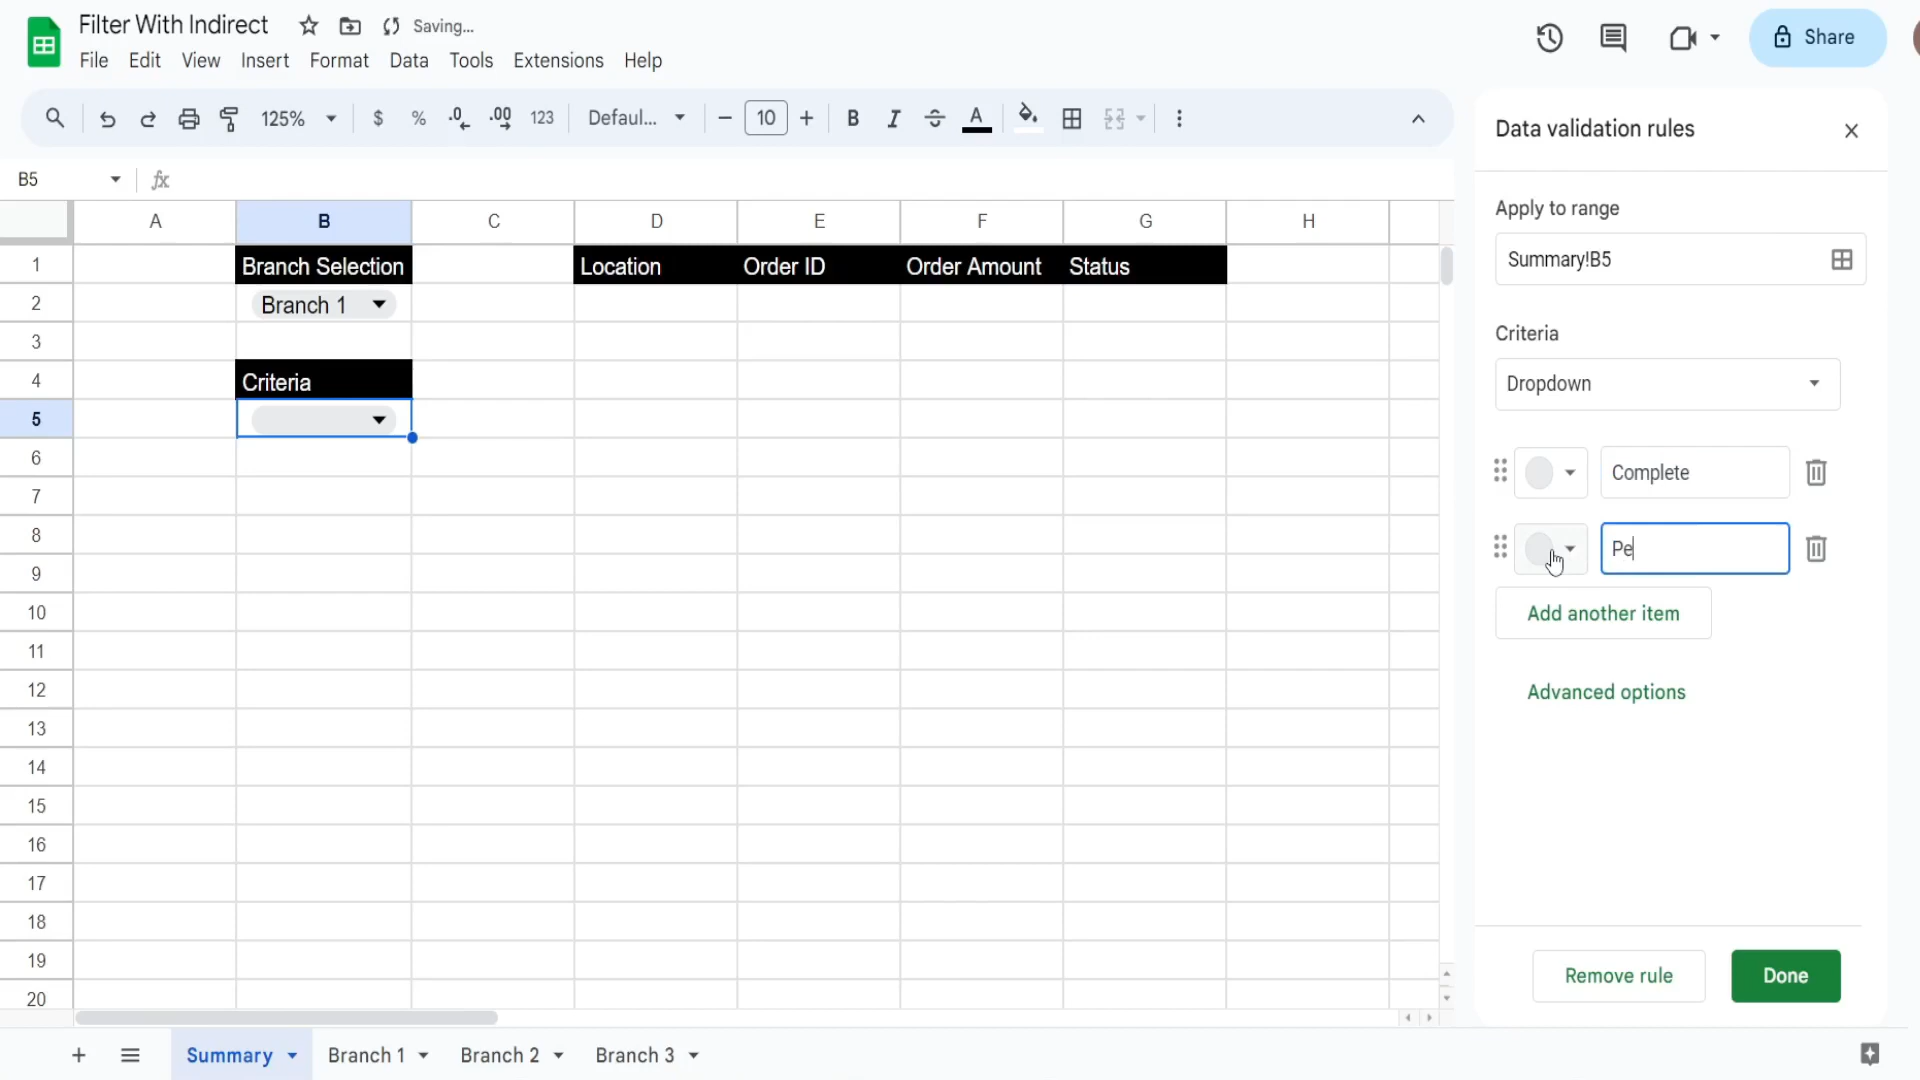 Filter With Indirect Saving...
File Edit View Insert Format Data Tools Extensions Help
Share
125% $ % .0 .00 123 Defaul... 10 B I S A
B5 fx
A B C D E F G H
1 Branch Selection Location Order ID Order Amount Status
2 Branch 1
3
4 Criteria
5
6
7
8
9
10
11
12
13
14
15
16
17
18
19
20
Summary Branch 1 Branch 2 Branch 3
Data validation rules
Apply to range
Summary!B5
Criteria
Dropdown
Complete
Pe
Add another item
Advanced options
Remove rule Done